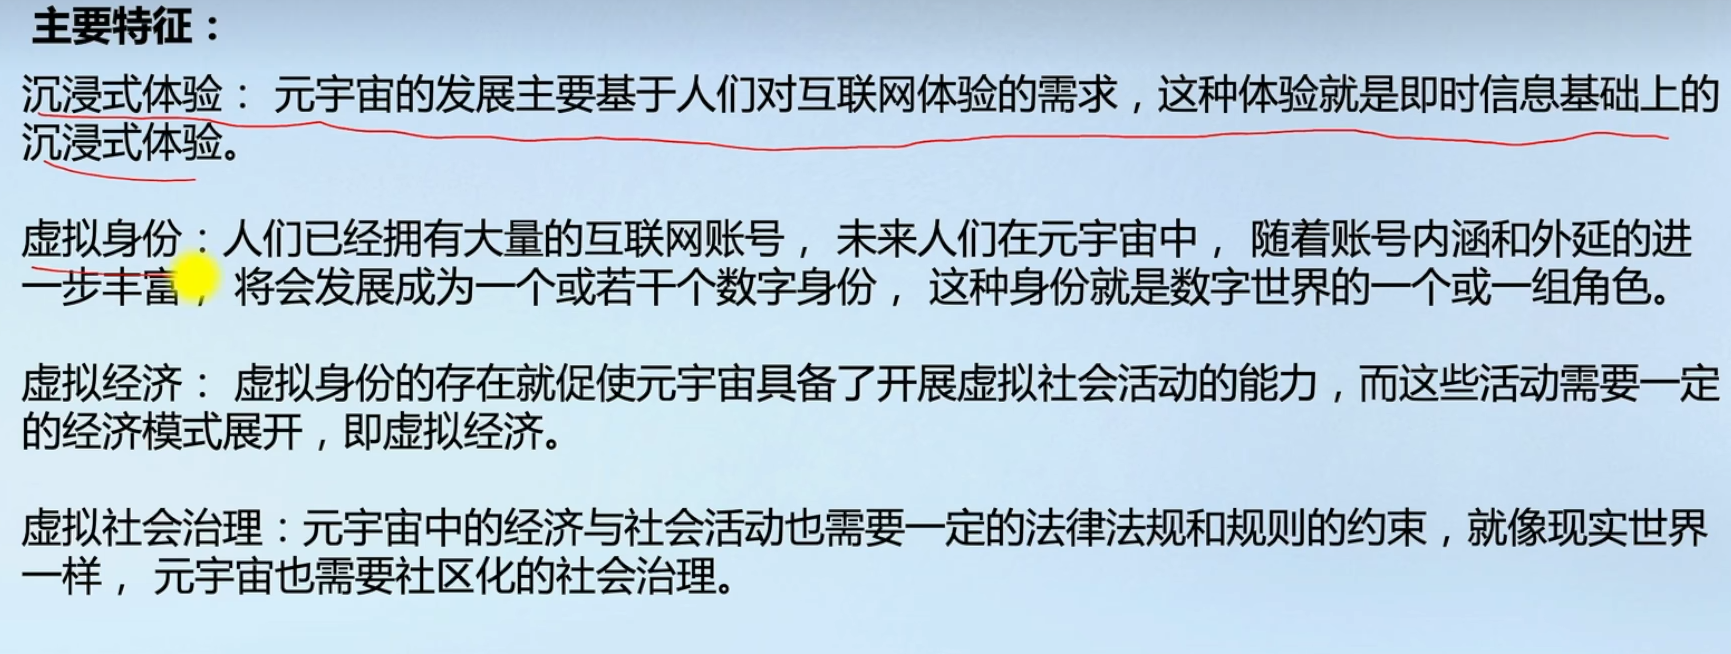 主要特征：
沉浸式体验： 元宇宙的发展主要基于人们对互联网体验的需求，这种体验就是即时信息基础上的
沉浸式体验。
虚拟身份：人们已经拥有大量的互联网账号， 未来人们在元宇宙中， 随着账号内涵和外延的进
一步丰富， 将会发展成为一个或若干个数字身份， 这种身份就是数字世界的一个或一组角色。
虚拟经济： 虚拟身份的存在就促使元宇宙具备了开展虚拟社会活动的能力，而这些活动需要一定
的经济模式展开，即虚拟经济。
虚拟社会治理：元宇宙中的经济与社会活动也需要一定的法律法规和规则的约束，就像现实世界
一样， 元宇宙也需要社区化的社会治理。